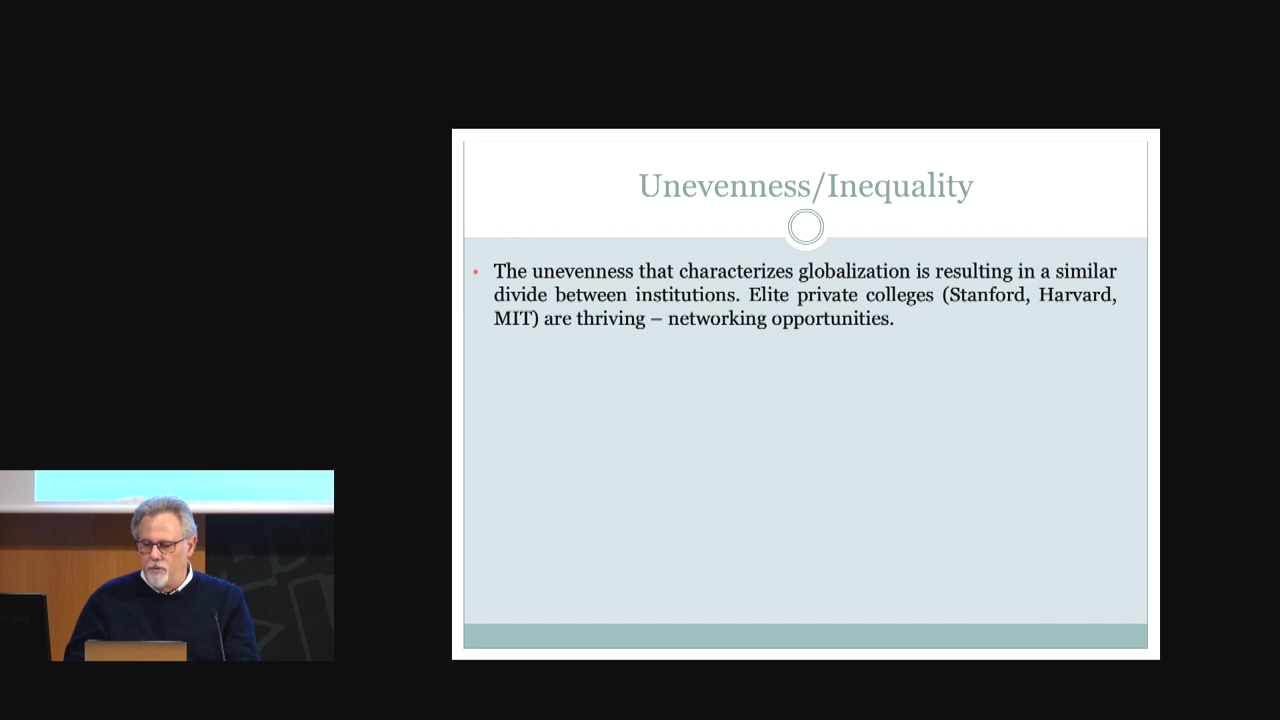 Unevenness/Inequality
• The unevenness that characterizes globalization is resulting in a similar
divide between institutions. Elite private colleges (Stanford, Harvard,
MIT) are thriving – networking opportunities.